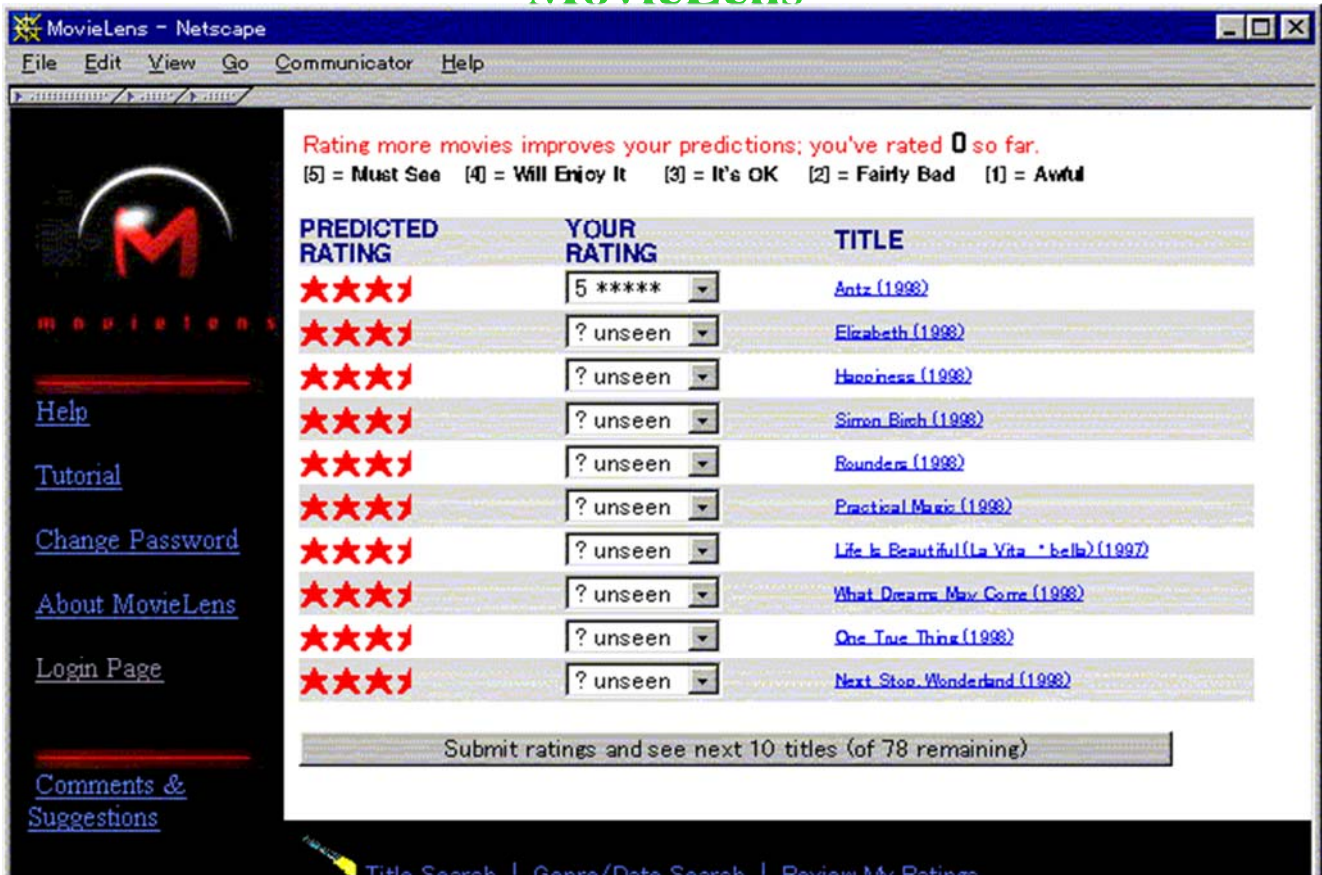 MovieLens
MovieLens - Netscape
File Edit View Go Communicator Help
M
movielens
Help
Tutorial
Change Password
About MovieLens
Login Page
Comments &
Suggestions
Rating more movies improves your predictions; you've rated 0 so far.
[5] = Must See [4] = Will Enjoy It [3] = It's OK [2] = Fairly Bad [1] = Awful
PREDICTED RATING YOUR RATING TITLE
5 ***** Antz (1998)
? unseen Elizabeth (1998)
? unseen Happiness (1998)
? unseen Simon Birch (1998)
? unseen Rounders (1998)
? unseen Practical Magic (1998)
? unseen Life Is Beautiful (La Vita * bella) (1997)
? unseen What Dreams May Come (1998)
? unseen One True Thing (1998)
? unseen Next Stop, Wonderland (1998)
Submit ratings and see next 10 titles (of 78 remaining)
Title Search | Genre/Date Search | Review My Ratings